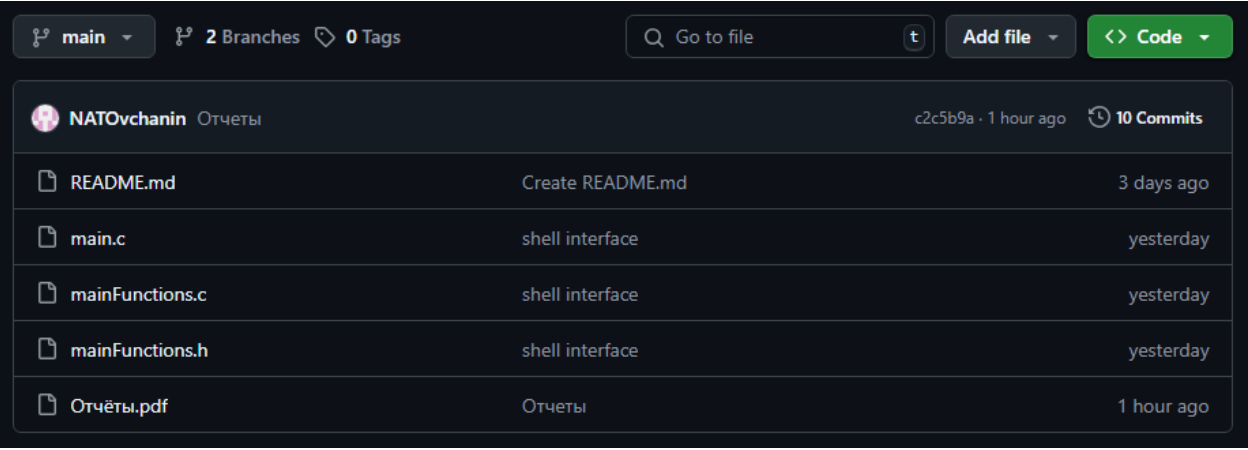 main 2 Branches 0 Tags Go to file t Add file <> Code
NATOvchanin Отчеты c2c5b9a · 1 hour ago 10 Commits
README.md Create README.md 3 days ago
main.c shell interface yesterday
mainFunctions.c shell interface yesterday
mainFunctions.h shell interface yesterday
Отчёты.pdf Отчеты 1 hour ago